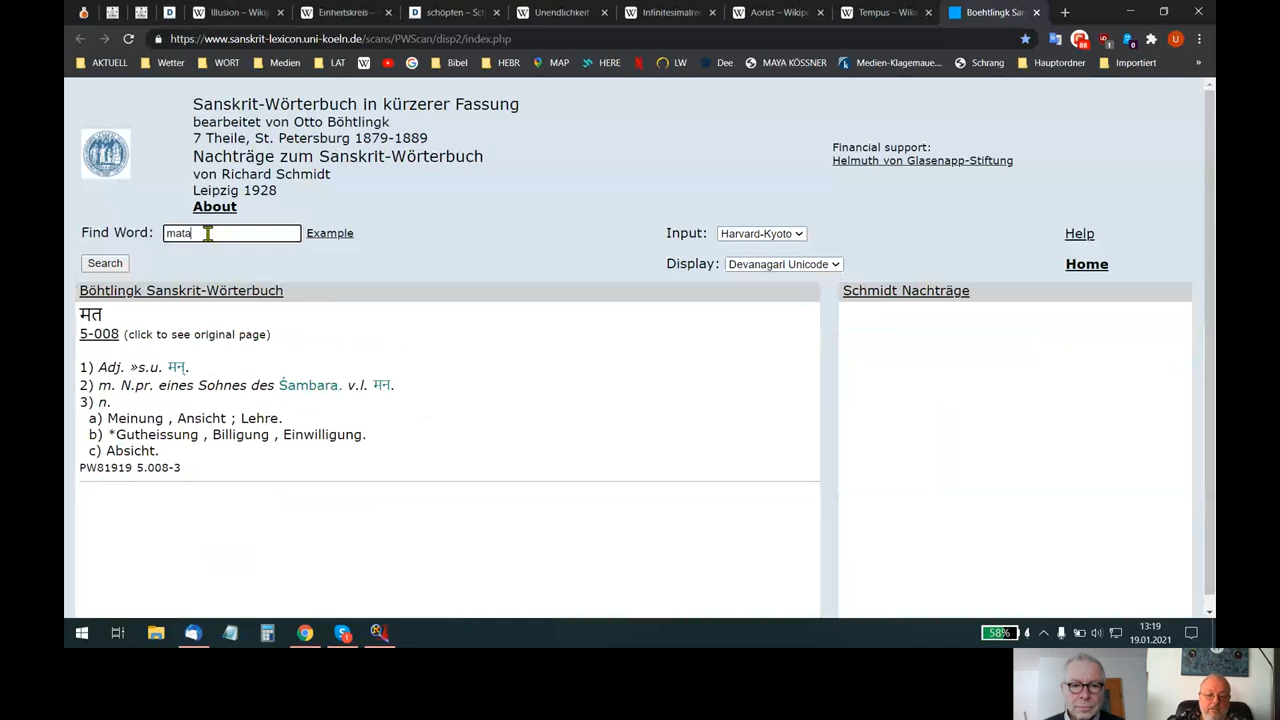 Illusion – Wikip
Einheitskreis –
schöpfen – Sch
Unendlichkeit
Infinitesimalrec
Aorist – Wikipe
Tempus – Wiki
Boehtlingk San
https://www.sanskrit-lexicon.uni-koeln.de/scans/PWScan/disp2/index.php
AKTUELL Wetter WORT Medien LAT Bibel HEBR MAP HERE LW Dee MAYA KÖSSNER Medien-Klagemaue... Schrang Hauptordner Importiert »
Sanskrit-Wörterbuch in kürzerer Fassung
bearbeitet von Otto Böhtlingk
7 Theile, St. Petersburg 1879-1889
Nachträge zum Sanskrit-Wörterbuch
von Richard Schmidt
Leipzig 1928
About
Financial support:
Helmuth von Glasenapp-Stiftung
Find Word: mata Example Input: Harvard-Kyoto Help
Search Display: Devanagari Unicode Home
Böhtlingk Sanskrit-Wörterbuch
मत
5-008 (click to see original page)
1) Adj. »s.u. मन्.
2) m. N.pr. eines Sohnes des Śambara. v.l. मन.
3) n.
a) Meinung , Ansicht ; Lehre.
b) *Gutheissung , Billigung , Einwilligung.
c) Absicht.
PW81919 5.008-3
Schmidt Nachträge
58% 13:19
19.01.2021